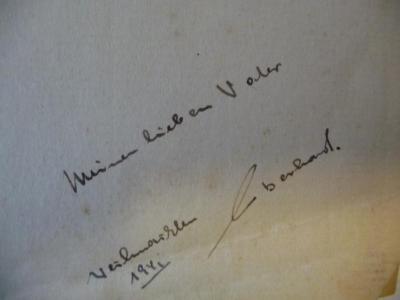 Meinem lieben Vater
Weihnachten Eberhard.